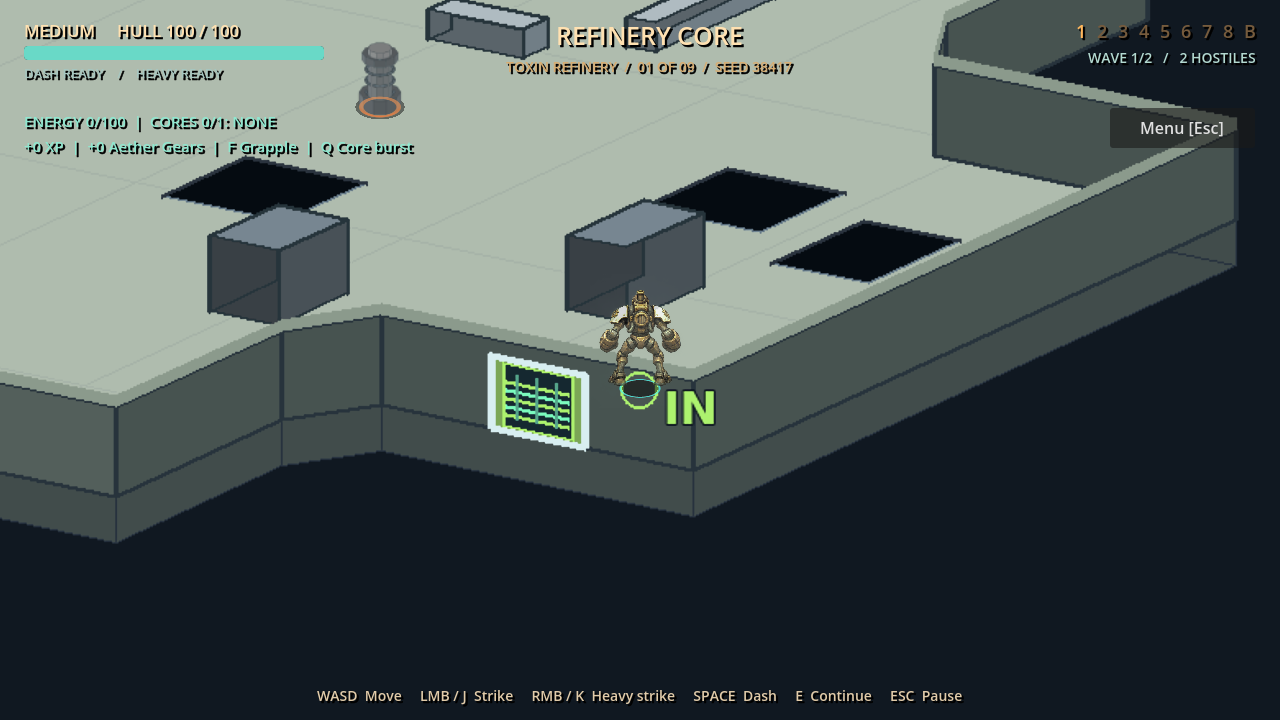 MEDIUM HULL 100 / 100
DASH READY / HEAVY READY
ENERGY 0/100 | CORES 0/1: NONE
+0 XP | +0 Aether Gears | F Grapple | Q Core burst
REFINERY CORE
TOXIN REFINERY / 01 OF 09 / SEED 38417
1 2 3 4 5 6 7 8 B
WAVE 1/2 / 2 HOSTILES
Menu [Esc]
IN
WASD Move LMB / J Strike RMB / K Heavy strike SPACE Dash E Continue ESC Pause